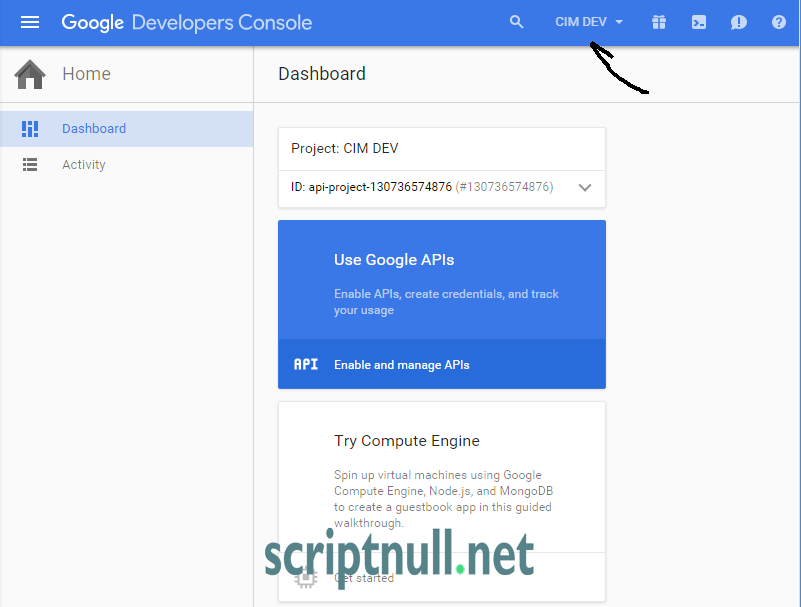 Google Developers Console
CIM DEV
Home
Dashboard
Dashboard
Activity
Project: CIM DEV
ID: api-project-130736574876 (#130736574876)
Use Google APIs
Enable APIs, create credentials, and track
your usage
API
Enable and manage APIs
Try Compute Engine
Spin up virtual machines using Google
Compute Engine, Node.js, and MongoDB
to create a guestbook app in this guided
walkthrough.
scriptnull.net
Get started